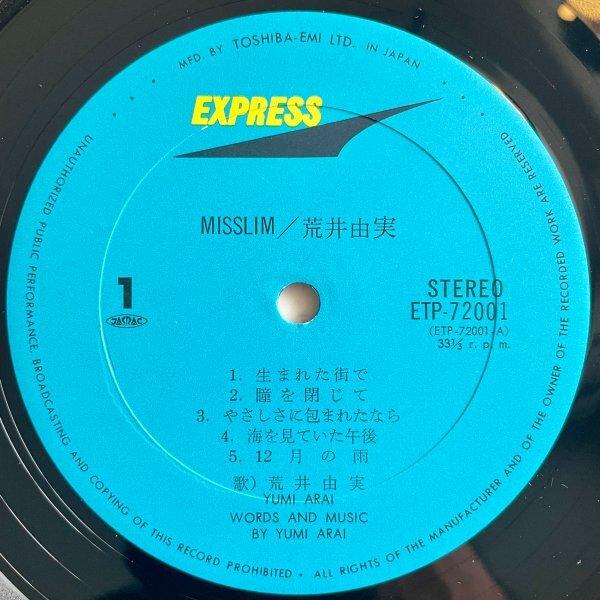 MFD. BY TOSHIBA-EMI LTD. IN JAPAN
EXPRESS
MISSLIM／荒井由実
1
JASRAC
STEREO
ETP-72001
(ETP-72001-A)
33⅓ r. p. m.
1. 生まれた街で
2. 瞳を閉じて
3. やさしさに包まれたなら
4. 海を見ていた午後
5. 12月の雨
歌) 荒井由実
YUMI ARAI
WORDS AND MUSIC
BY YUMI ARAI
UNAUTHORIZED PUBLIC PERFORMANCE, BROADCASTING AND COPYING OF THIS RECORD PROHIBITED • ALL RIGHTS OF THE MANUFACTURER AND OF THE OWNER OF THE RECORDED WORK ARE RESERVED